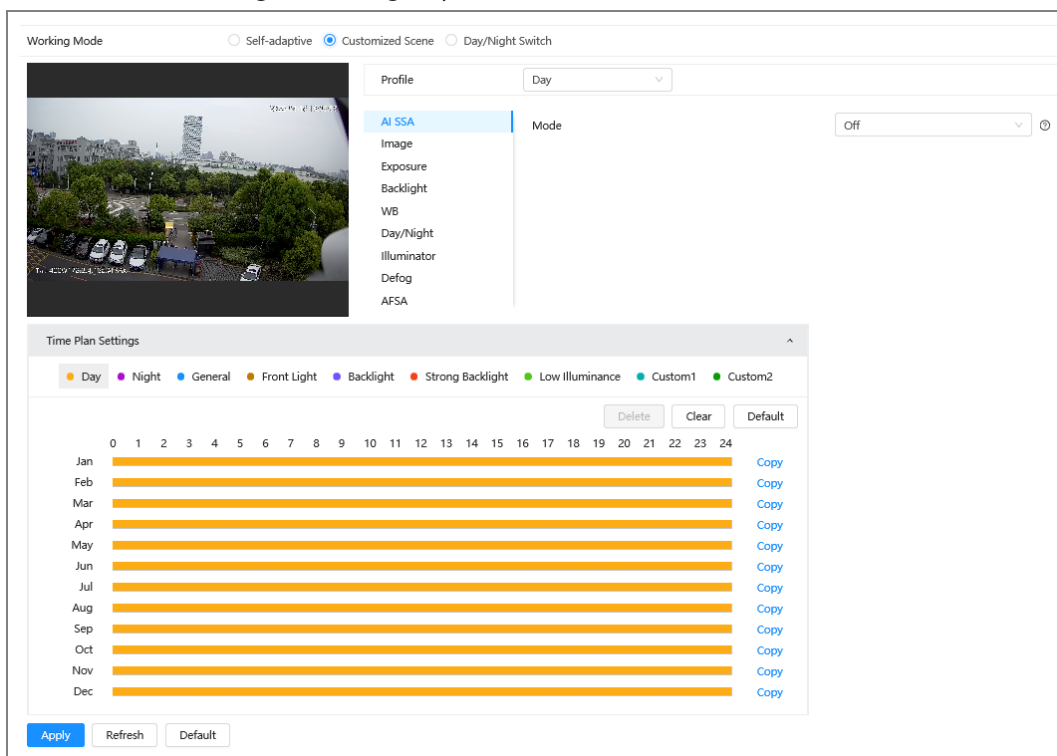 Working Mode Self-adaptive Customized Scene Day/Night Switch
Profile Day
AI SSA Mode Off
Image
Exposure
Backlight
WB
Day/Night
Illuminator
Defog
AFSA
Time Plan Settings
Day Night General Front Light Backlight Strong Backlight Low Illuminance Custom1 Custom2
Delete Clear Default
0 1 2 3 4 5 6 7 8 9 10 11 12 13 14 15 16 17 18 19 20 21 22 23 24
Jan Copy
Feb Copy
Mar Copy
Apr Copy
May Copy
Jun Copy
Jul Copy
Aug Copy
Sep Copy
Oct Copy
Nov Copy
Dec Copy
Apply Refresh Default